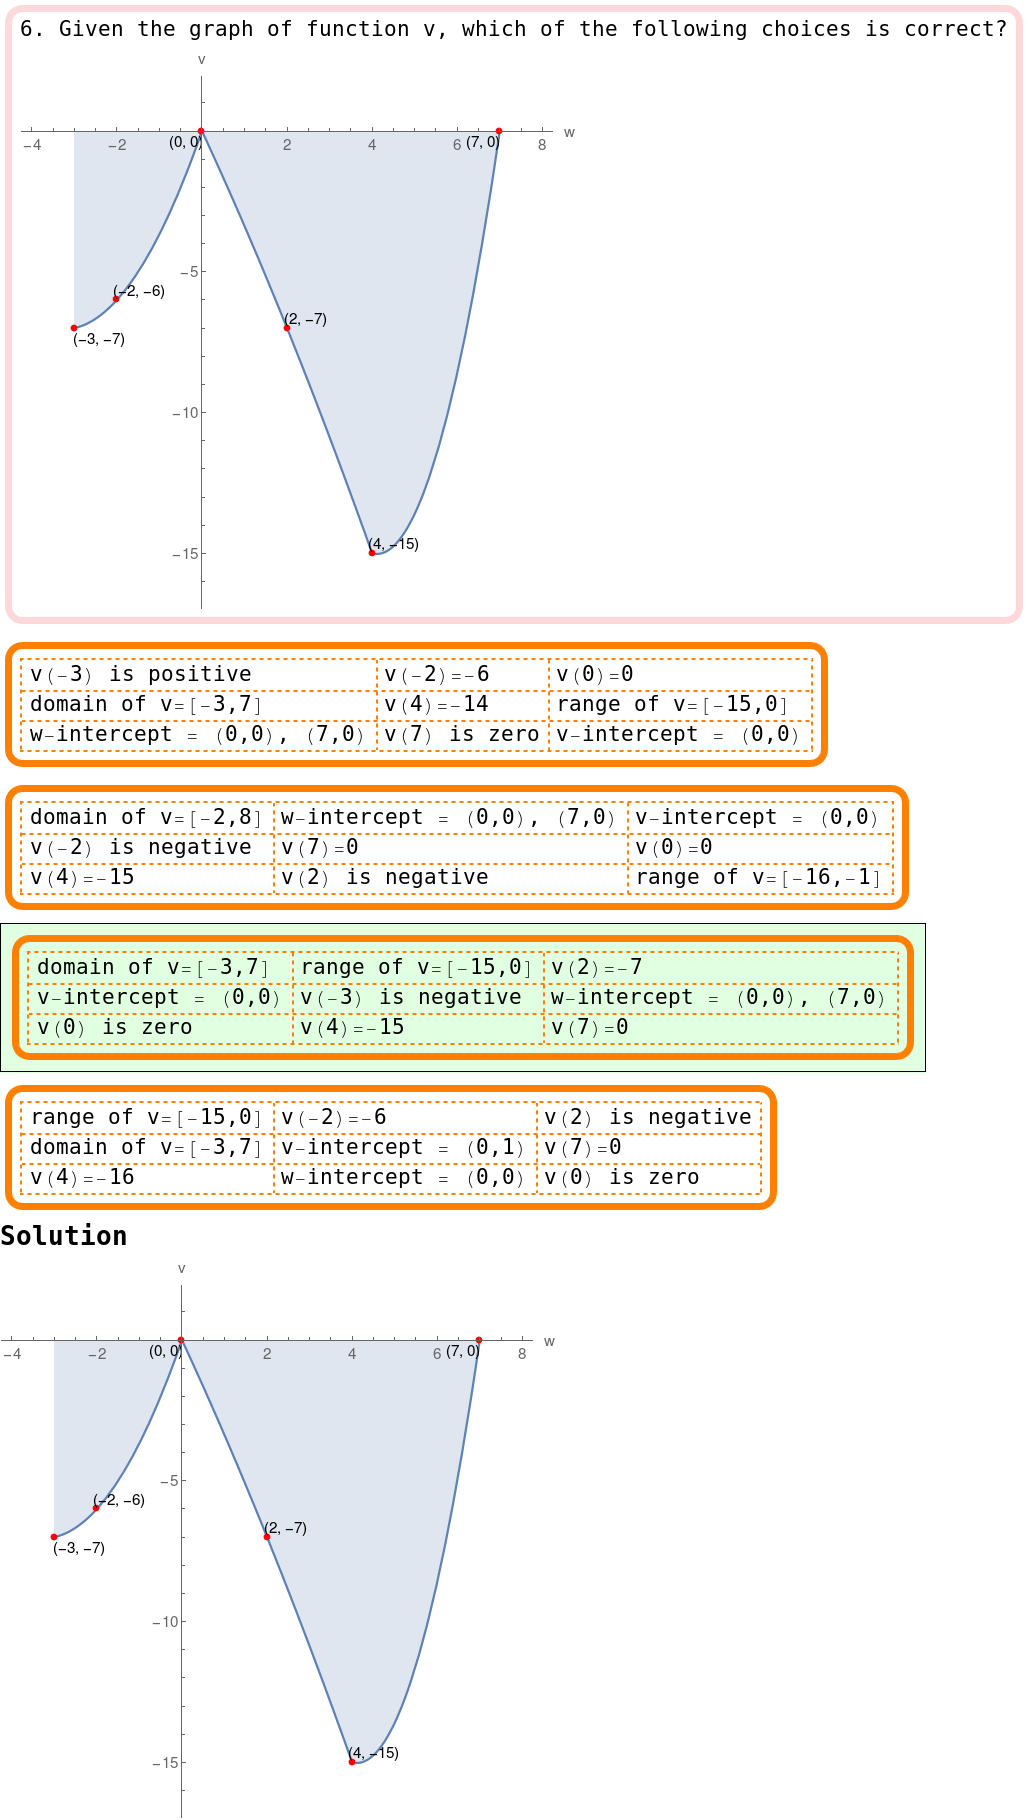 6. Given the graph of function v, which of the following choices is correct?
v
w
−4 −2 2 4 6 8
(0, 0) (7, 0)
−5
(−2, −6)
(2, −7)
(−3, −7)
−10
(4, −15)
−15
v(−3) is positive v(−2)=−6 v(0)=0
domain of v=[−3,7] v(4)=−14 range of v=[−15,0]
w-intercept = (0,0), (7,0) v(7) is zero v-intercept = (0,0)
domain of v=[−2,8] w-intercept = (0,0), (7,0) v-intercept = (0,0)
v(−2) is negative v(7)=0 v(0)=0
v(4)=−15 v(2) is negative range of v=[−16,−1]
domain of v=[−3,7] range of v=[−15,0] v(2)=−7
v-intercept = (0,0) v(−3) is negative w-intercept = (0,0), (7,0)
v(0) is zero v(4)=−15 v(7)=0
range of v=[−15,0] v(−2)=−6 v(2) is negative
domain of v=[−3,7] v-intercept = (0,1) v(7)=0
v(4)=−16 w-intercept = (0,0) v(0) is zero
Solution
v
w
−4 −2 2 4 6 8
(0, 0) (7, 0)
−5
(−2, −6)
(2, −7)
(−3, −7)
−10
(4, −15)
−15